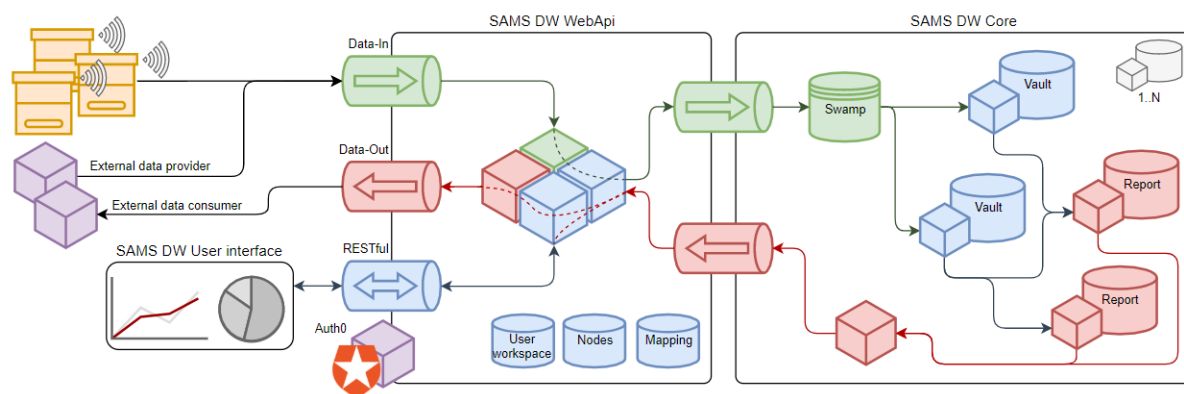 SAMS DW WebApi
SAMS DW Core
Data-In
Vault
1..N
Swamp
External data provider
Data-Out
Report
Vault
External data consumer
SAMS DW User interface
RESTful
Report
Auth0
User
workspace
Nodes
Mapping